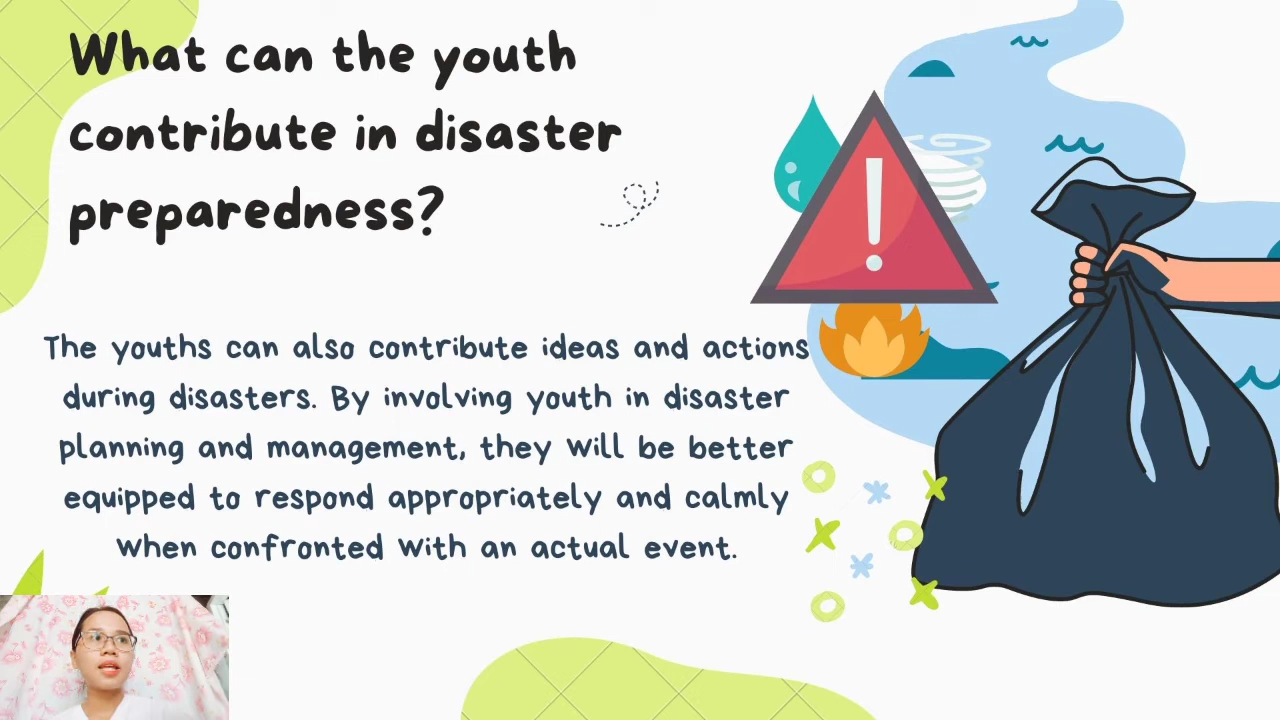 What can the youth
contribute in disaster
preparedness?
The youths can also contribute ideas and actions
during disasters. By involving youth in disaster
planning and management, they will be better
equipped to respond appropriately and calmly
when confronted with an actual event.